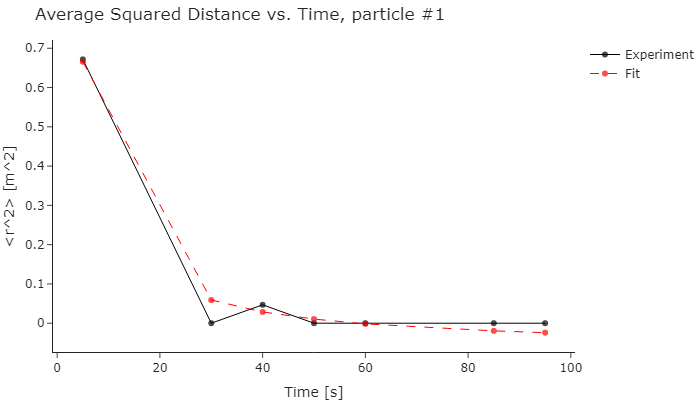 Average Squared Distance vs. Time, particle #1
Experiment
Fit
<r^2> [m^2]
0.7
0.6
0.5
0.4
0.3
0.2
0.1
0
0 20 40 60 80 100
Time [s]